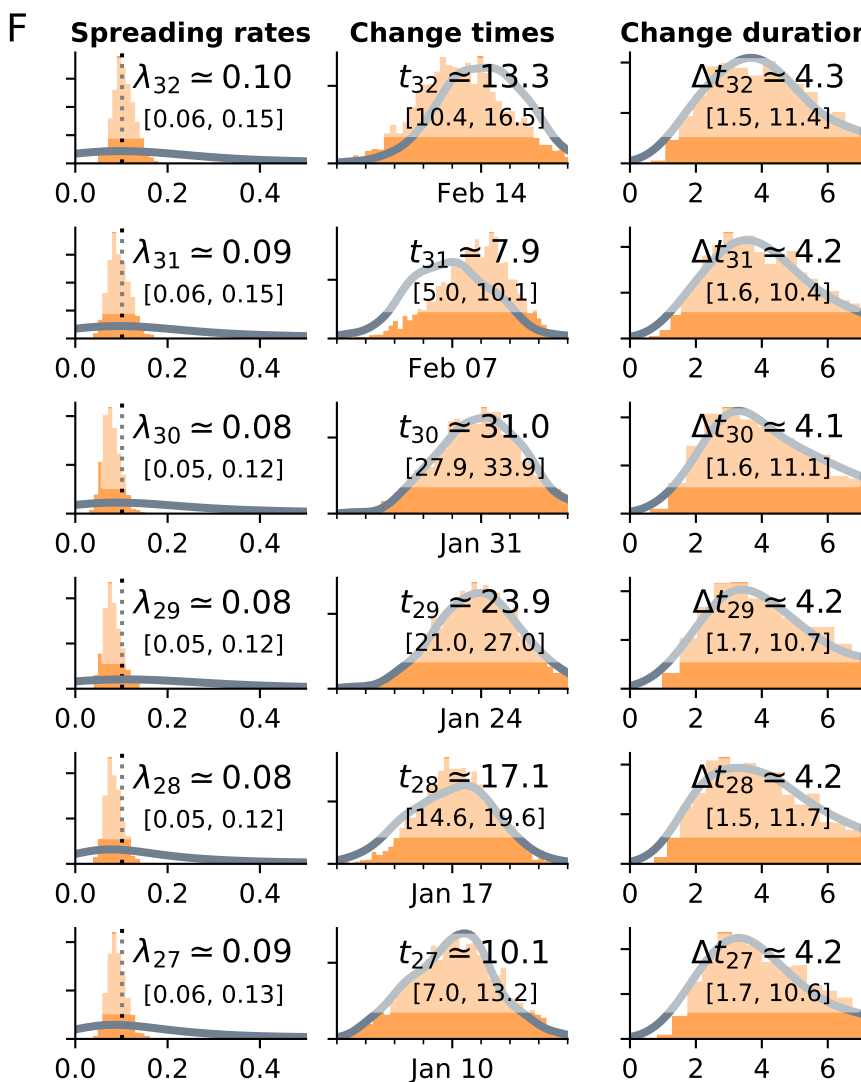 F
Spreading rates Change times Change duration
λ32 ≃ 0.10 t32 ≃ 13.3 Δt32 ≃ 4.3
[0.06, 0.15] [10.4, 16.5] [1.5, 11.4]
0.0 0.2 0.4 Feb 14 0 2 4 6
λ31 ≃ 0.09 t31 ≃ 7.9 Δt31 ≃ 4.2
[0.06, 0.15] [5.0, 10.1] [1.6, 10.4]
0.0 0.2 0.4 Feb 07 0 2 4 6
λ30 ≃ 0.08 t30 ≃ 31.0 Δt30 ≃ 4.1
[0.05, 0.12] [27.9, 33.9] [1.6, 11.1]
0.0 0.2 0.4 Jan 31 0 2 4 6
λ29 ≃ 0.08 t29 ≃ 23.9 Δt29 ≃ 4.2
[0.05, 0.12] [21.0, 27.0] [1.7, 10.7]
0.0 0.2 0.4 Jan 24 0 2 4 6
λ28 ≃ 0.08 t28 ≃ 17.1 Δt28 ≃ 4.2
[0.05, 0.12] [14.6, 19.6] [1.5, 11.7]
0.0 0.2 0.4 Jan 17 0 2 4 6
λ27 ≃ 0.09 t27 ≃ 10.1 Δt27 ≃ 4.2
[0.06, 0.13] [7.0, 13.2] [1.7, 10.6]
0.0 0.2 0.4 Jan 10 0 2 4 6